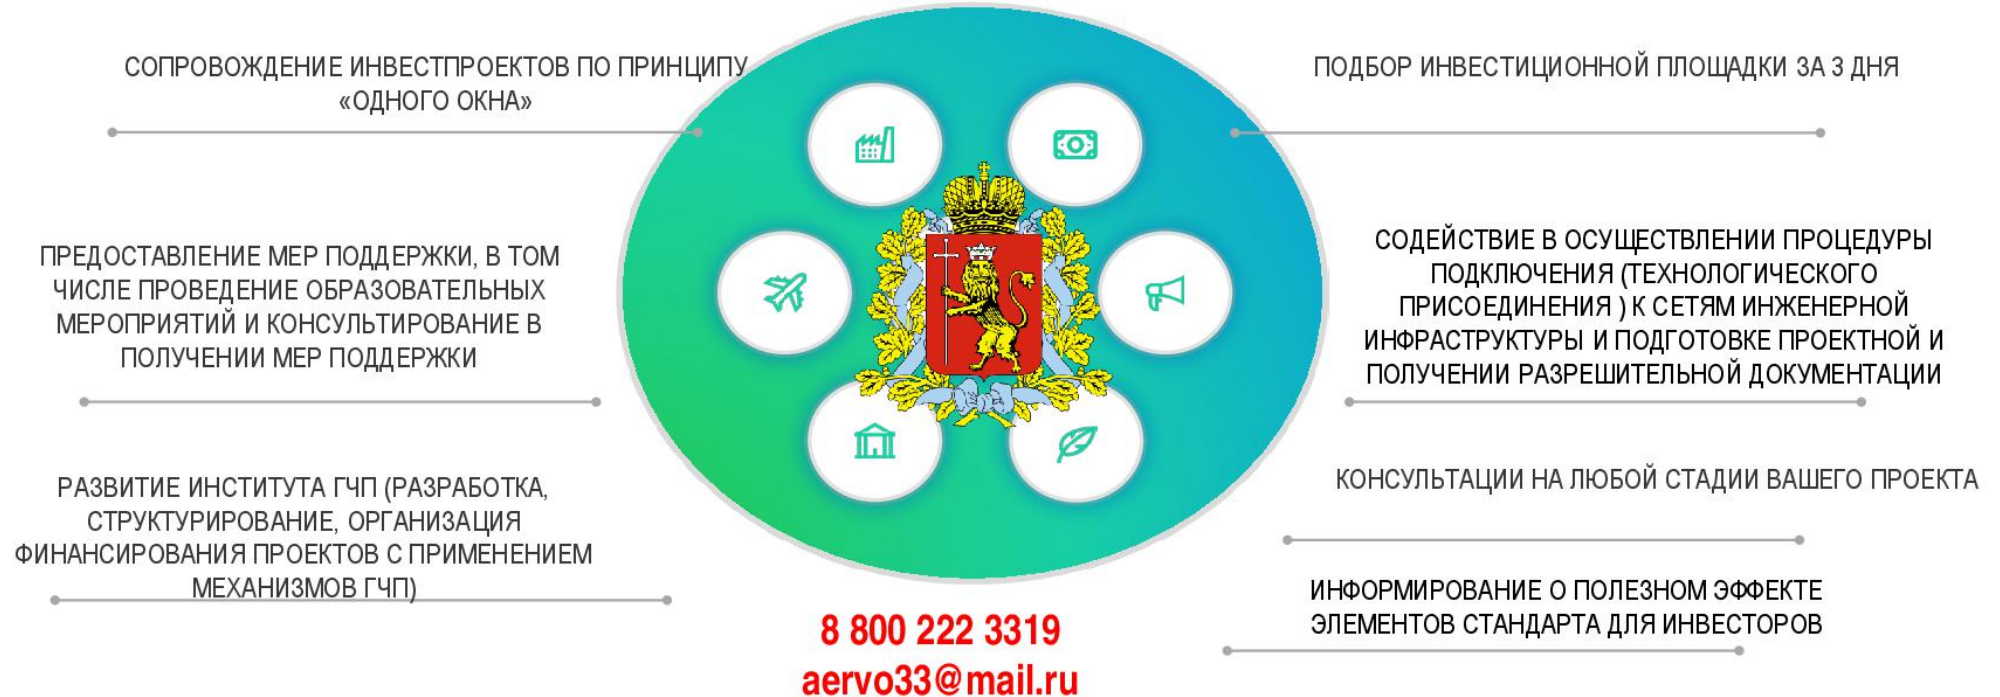 СОПРОВОЖДЕНИЕ ИНВЕСТПРОЕКТОВ ПО ПРИНЦИПУ
«ОДНОГО ОКНА»
ПРЕДОСТАВЛЕНИЕ МЕР ПОДДЕРЖКИ, В ТОМ
ЧИСЛЕ ПРОВЕДЕНИЕ ОБРАЗОВАТЕЛЬНЫХ
МЕРОПРИЯТИЙ И КОНСУЛЬТИРОВАНИЕ В
ПОЛУЧЕНИИ МЕР ПОДДЕРЖКИ
РАЗВИТИЕ ИНСТИТУТА ГЧП (РАЗРАБОТКА,
СТРУКТУРИРОВАНИЕ, ОРГАНИЗАЦИЯ
ФИНАНСИРОВАНИЯ ПРОЕКТОВ С ПРИМЕНЕНИЕМ
МЕХАНИЗМОВ ГЧП)
ПОДБОР ИНВЕСТИЦИОННОЙ ПЛОЩАДКИ ЗА 3 ДНЯ
СОДЕЙСТВИЕ В ОСУЩЕСТВЛЕНИИ ПРОЦЕДУРЫ
ПОДКЛЮЧЕНИЯ (ТЕХНОЛОГИЧЕСКОГО
ПРИСОЕДИНЕНИЯ ) К СЕТЯМ ИНЖЕНЕРНОЙ
ИНФРАСТРУКТУРЫ И ПОДГОТОВКЕ ПРОЕКТНОЙ И
ПОЛУЧЕНИИ РАЗРЕШИТЕЛЬНОЙ ДОКУМЕНТАЦИИ
КОНСУЛЬТАЦИИ НА ЛЮБОЙ СТАДИИ ВАШЕГО ПРОЕКТА
ИНФОРМИРОВАНИЕ О ПОЛЕЗНОМ ЭФФЕКТЕ
ЭЛЕМЕНТОВ СТАНДАРТА ДЛЯ ИНВЕСТОРОВ
8 800 222 3319
aervo33@mail.ru